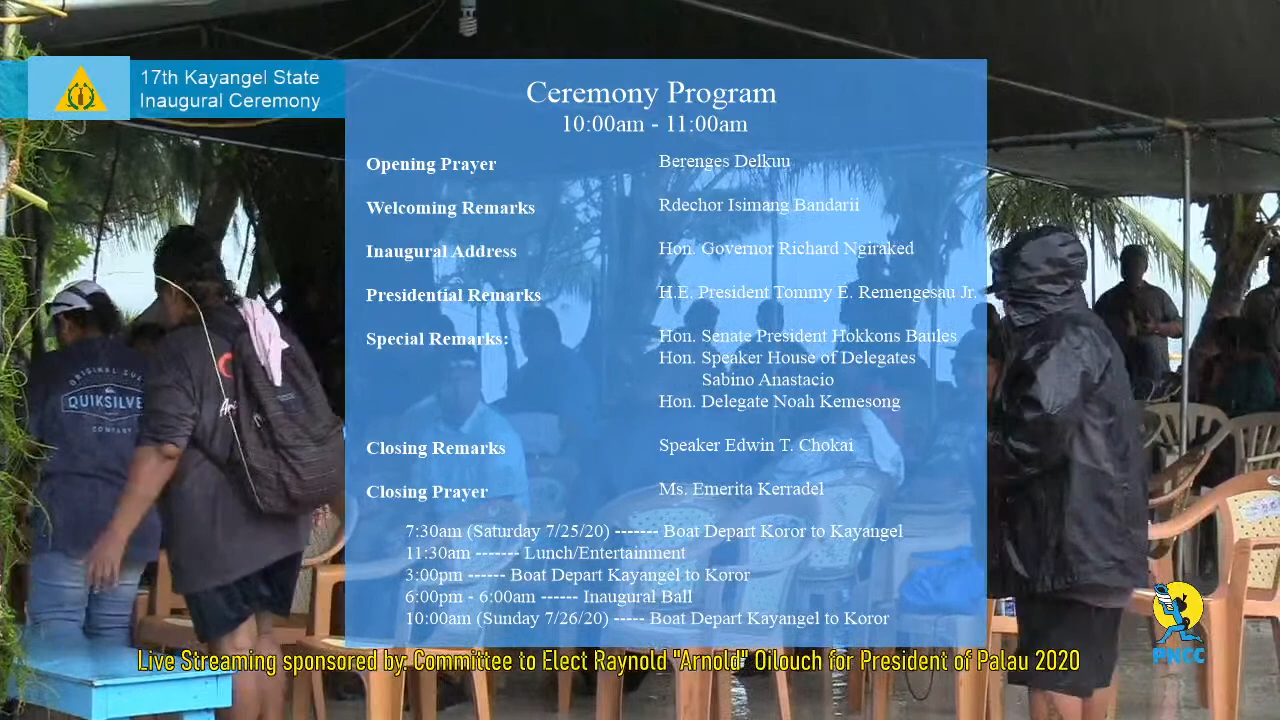 17th Kayangel State
Inaugural Ceremony
Ceremony Program
10:00am - 11:00am
Opening Prayer Berenges Delkuu
Welcoming Remarks Rdechor Isimang Bandarii
Inaugural Address Hon. Governor Richard Ngiraked
Presidential Remarks H.E. President Tommy E. Remengesau Jr.
Special Remarks: Hon. Senate President Hokkons Baules
Hon. Speaker House of Delegates
Sabino Anastacio
Hon. Delegate Noah Kemesong
Closing Remarks Speaker Edwin T. Chokai
Closing Prayer Ms. Emerita Kerradel
7:30am (Saturday 7/25/20) ------- Boat Depart Koror to Kayangel
11:30am ------- Lunch/Entertainment
3:00pm ------ Boat Depart Kayangel to Koror
6:00pm - 6:00am ------ Inaugural Ball
10:00am (Sunday 7/26/20) ----- Boat Depart Kayangel to Koror
ORIGINAL
QUIKSILVE
COMPANY
PNCC
Live Streaming sponsored by: Committee to Elect Raynold "Arnold" Oilouch for President of Palau 2020